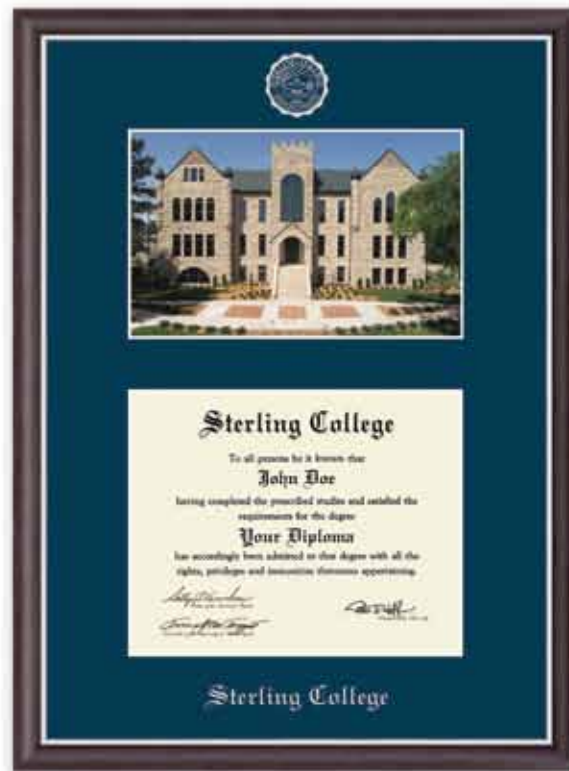 Sterling College
To all persons be it known that
John Doe
having completed the prescribed studies and satisfied the
requirements for the degree
Your Diploma
has accordingly been admitted to that degree with all the
rights, privileges and immunities thereunto appertaining.
Sterling College